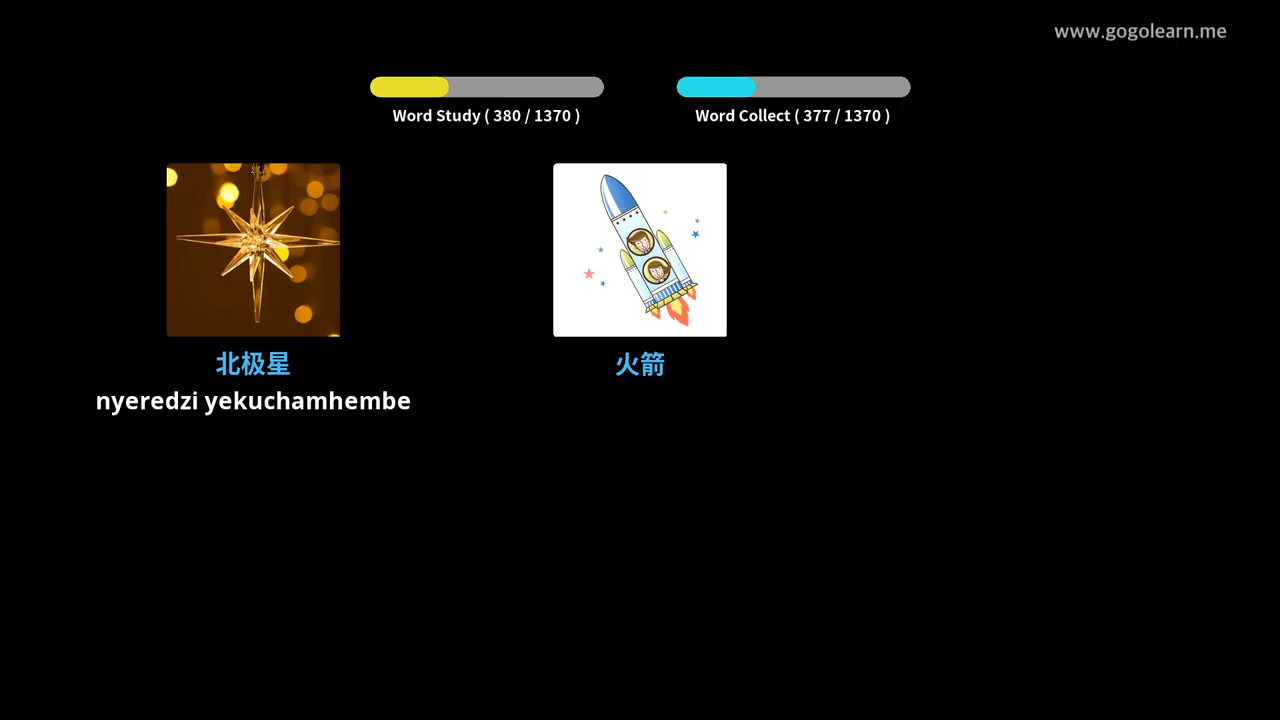 www.gogolearn.me
Word Study ( 380 / 1370 )
Word Collect ( 377 / 1370 )
北极星
火箭
nyeredzi yekuchamhembe